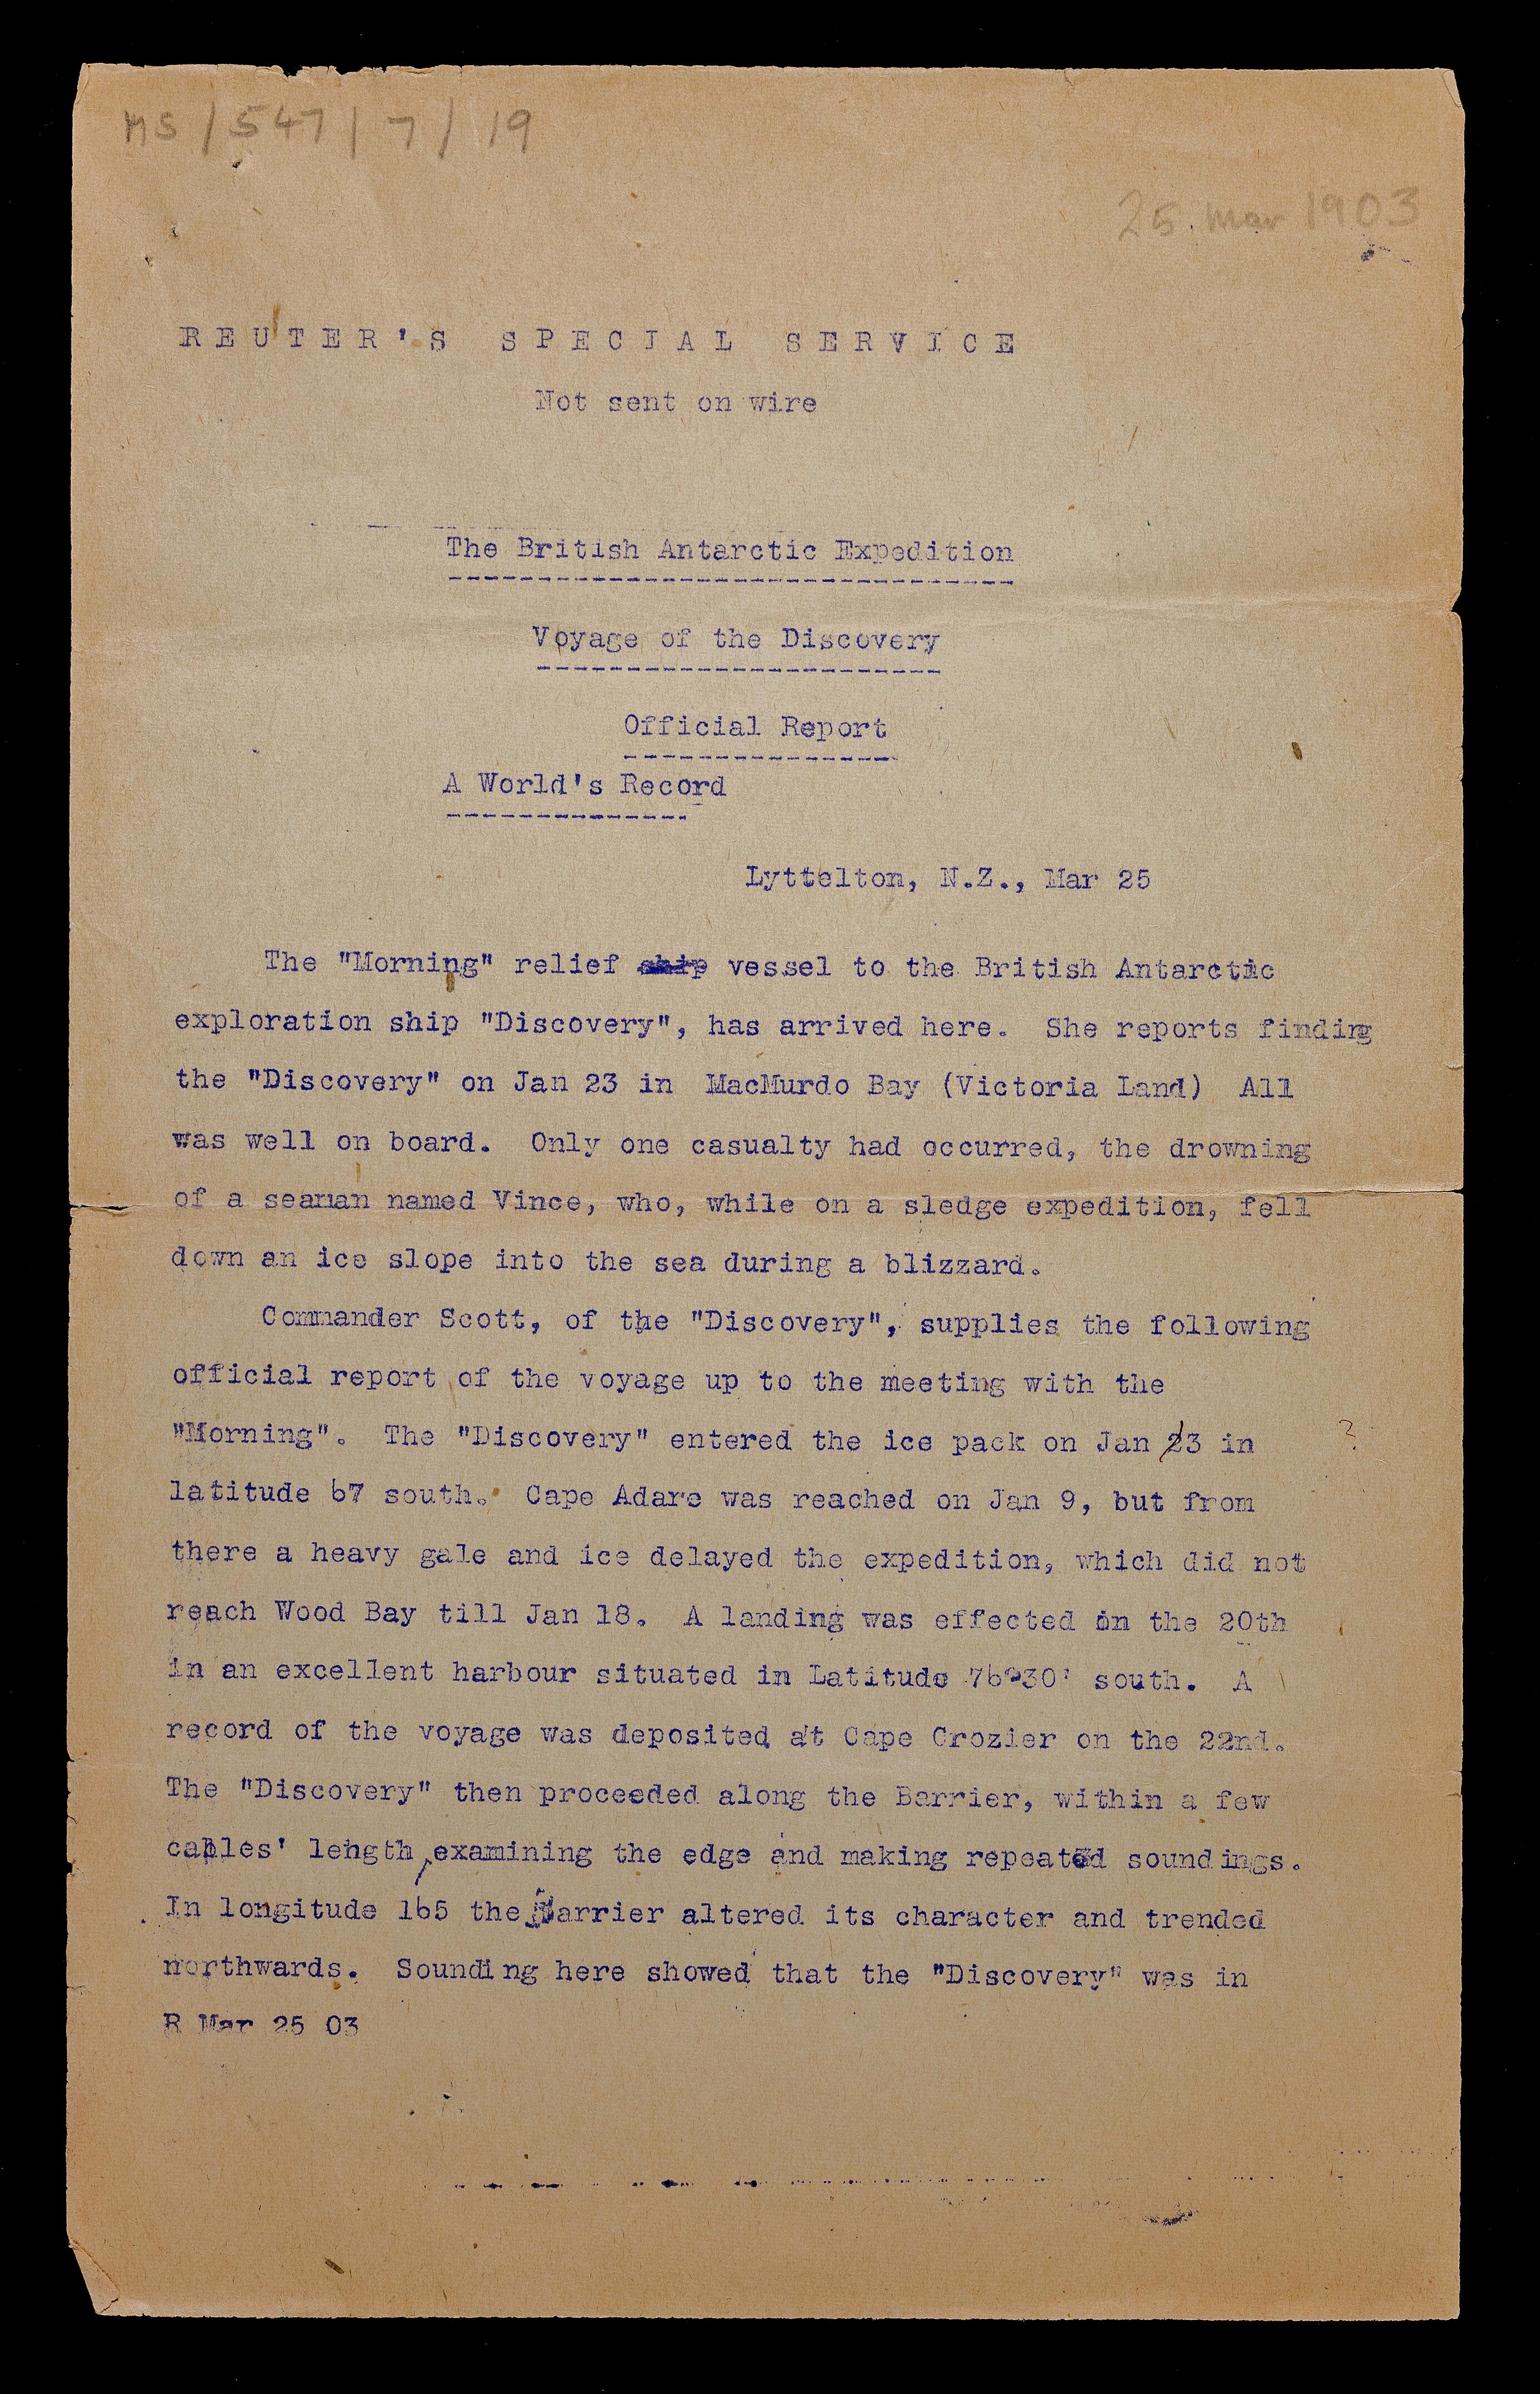 MS/547/7/19
25. Mar 1903
REUTER'S SPECIAL SERVICE
Not sent on wire
The British Antarctic Expedition
Voyage of the Discovery
Official Report
A World's Record
Lyttelton, N.Z., Mar 25
The "Morning" relief ship vessel to the British Antarctic
exploration ship "Discovery", has arrived here. She reports finding
the "Discovery" on Jan 23 in MacMurdo Bay (Victoria Land) All
was well on board. Only one casualty had occurred, the drowning
of a seaman named Vince, who, while on a sledge expedition, fell
down an ice slope into the sea during a blizzard.
Commander Scott, of the "Discovery", supplies the following
official report of the voyage up to the meeting with the
"Morning". The "Discovery" entered the ice pack on Jan 23 in ?
latitude 67 south. Cape Adare was reached on Jan 9, but from
there a heavy gale and ice delayed the expedition, which did not
reach Wood Bay till Jan 18. A landing was effected on the 20th
in an excellent harbour situated in Latitude 76°30' south. A
record of the voyage was deposited at Cape Crozier on the 22nd.
The "Discovery" then proceeded along the Barrier, within a few
cables' length, examining the edge and making repeated soundings.
In longitude 165 the Barrier altered its character and trended
northwards. Sounding here showed that the "Discovery" was in
R Mar 25 03